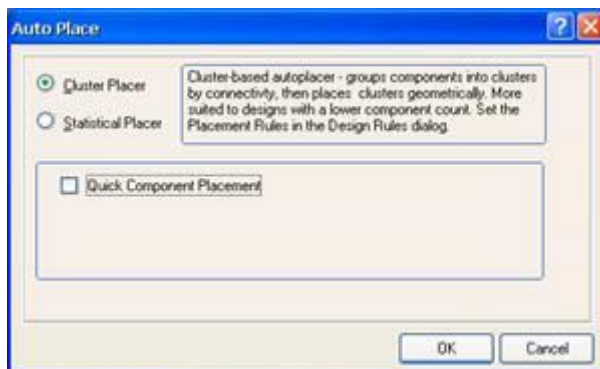 Auto Place
Cluster Placer
Statistical Placer
Cluster-based autoplacer - groups components into clusters
by connectivity, then places clusters geometrically. More
suited to designs with a lower component count. Set the
Placement Rules in the Design Rules dialog.
Quick Component Placement
OK
Cancel